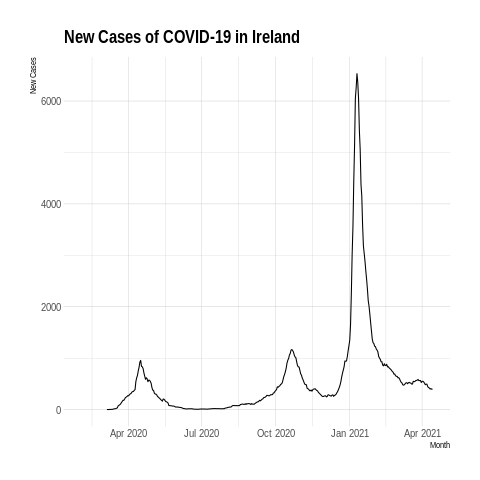 New Cases of COVID-19 in Ireland
New Cases
6000
4000
2000
0
Apr 2020 Jul 2020 Oct 2020 Jan 2021 Apr 2021
Month